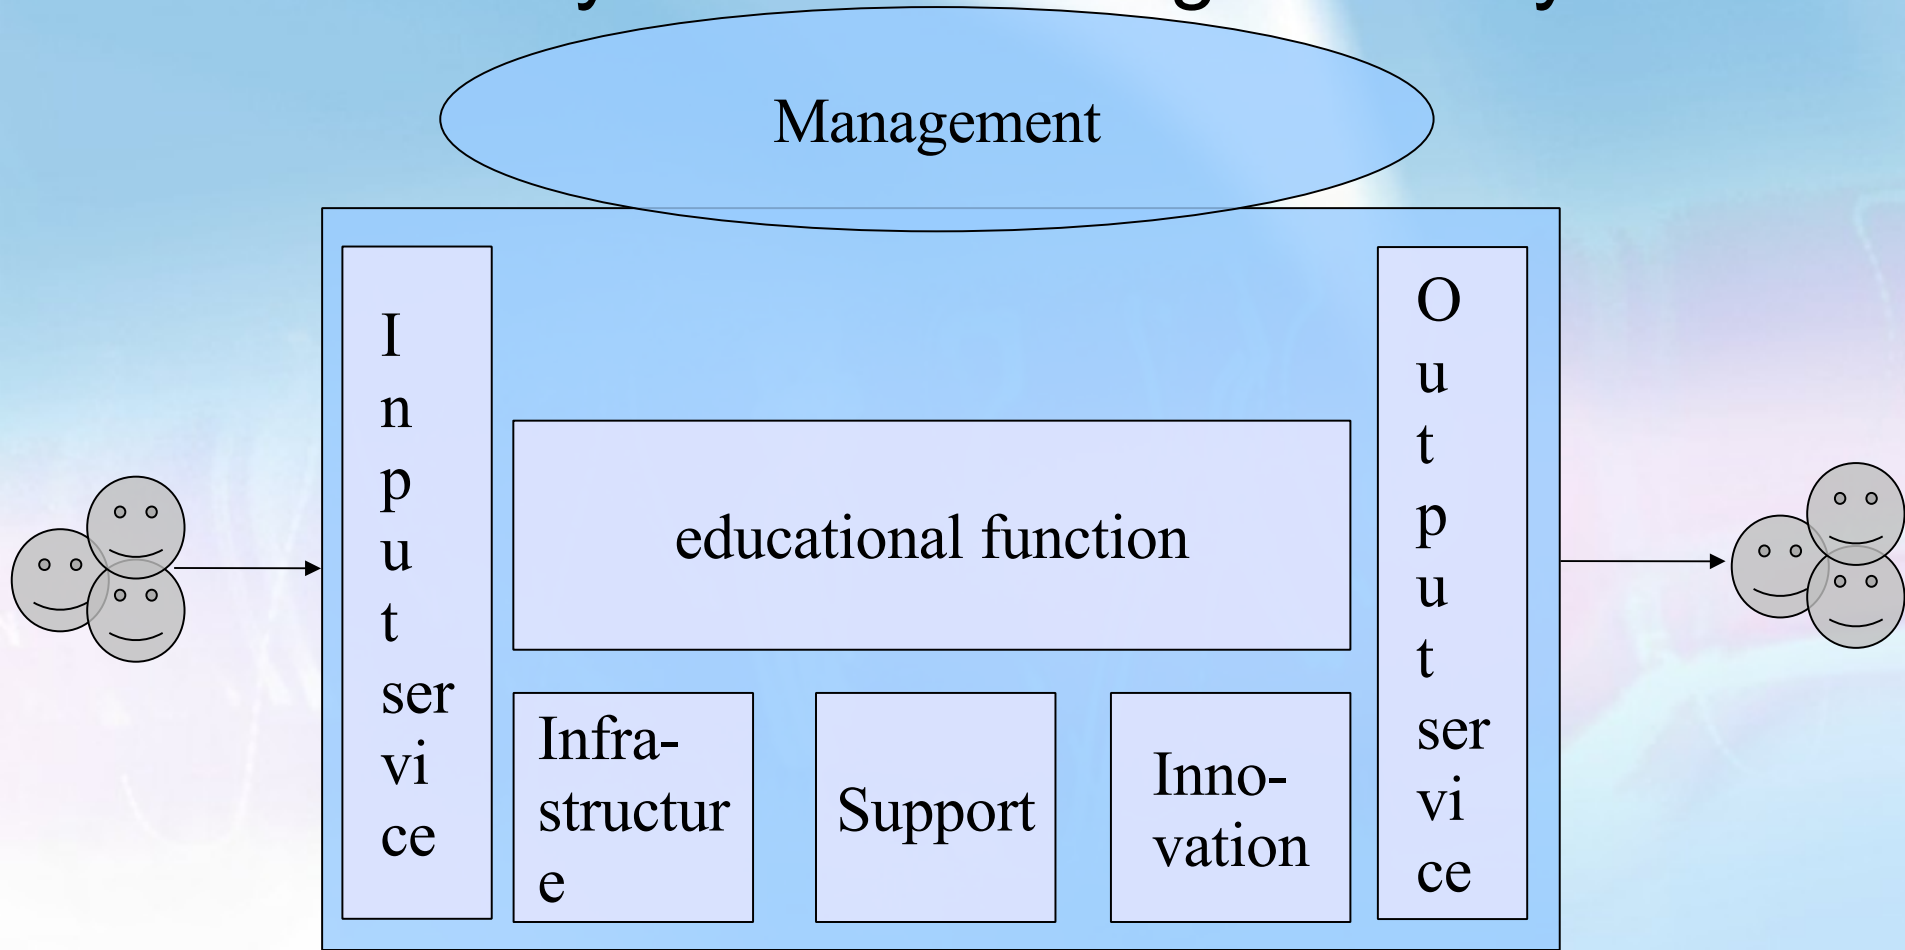 Management
I
n
p
u
t
ser
vi
ce
educational function
Infra-
structur
e
Support
Inno-
vation
O
u
t
p
u
t
ser
vi
ce